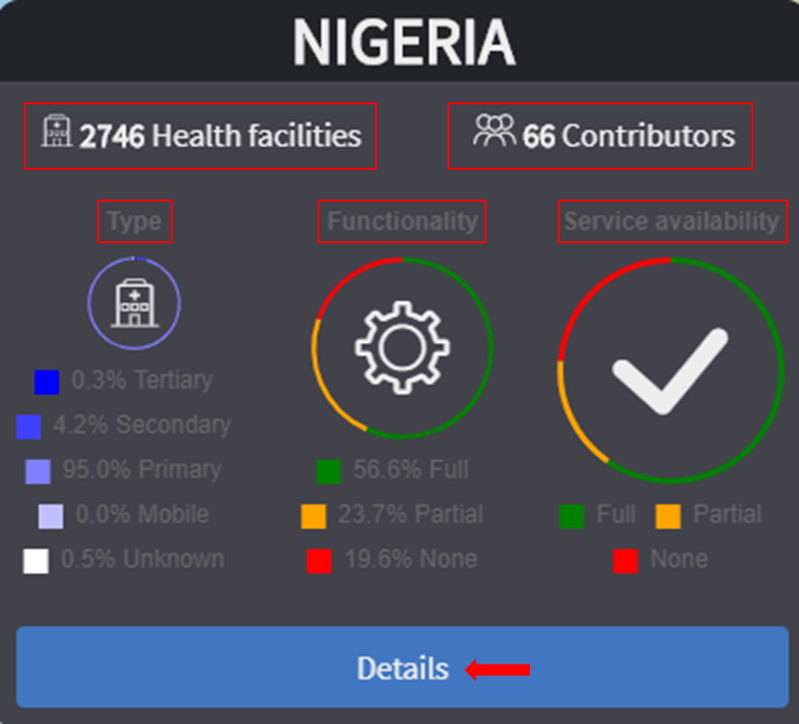 NIGERIA
2746 Health facilities
66 Contributors
Type
Functionality
Service availability
0.3% Tertiary
4.2% Secondary
95.0% Primary
0.0% Mobile
0.5% Unknown
56.6% Full
23.7% Partial
19.6% None
Full
Partial
None
Details